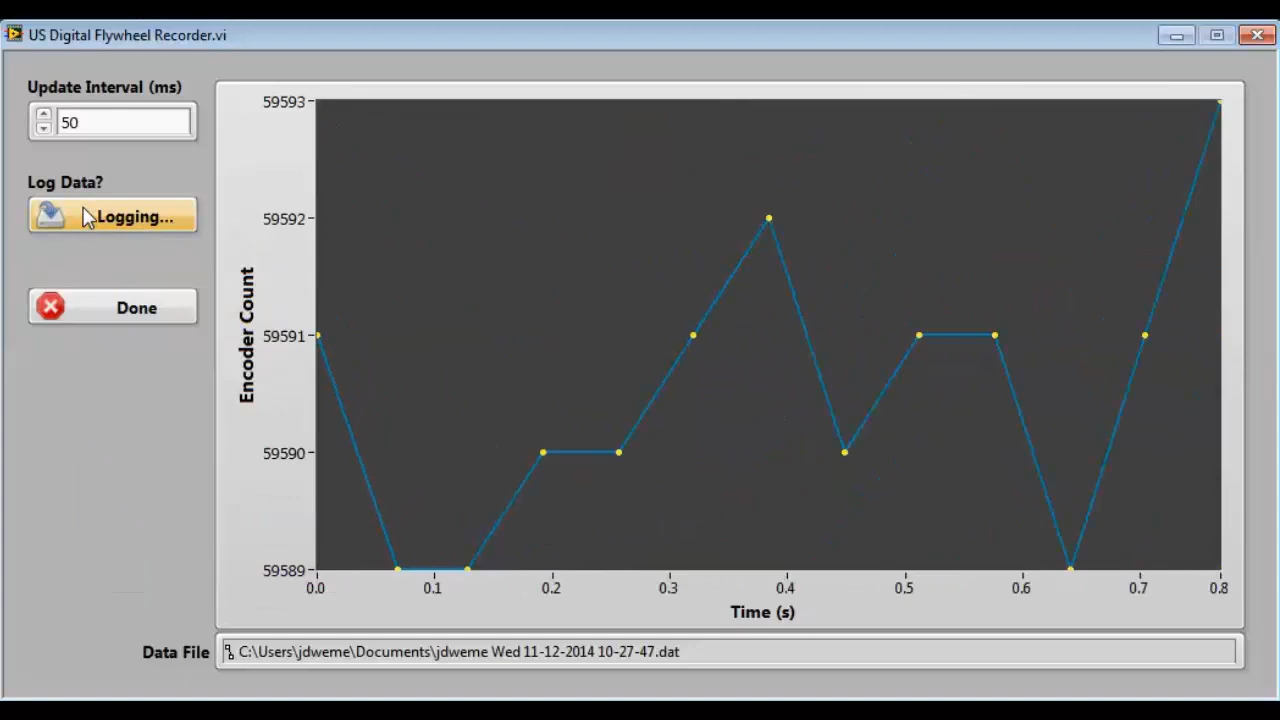 US Digital Flywheel Recorder.vi
Update Interval (ms)
50
Log Data?
Logging...
Done
Encoder Count
59593
59592
59591
59590
59589
0.0 0.1 0.2 0.3 0.4 0.5 0.6 0.7 0.8
Time (s)
Data File C:\Users\jdweme\Documents\jdweme Wed 11-12-2014 10-27-47.dat